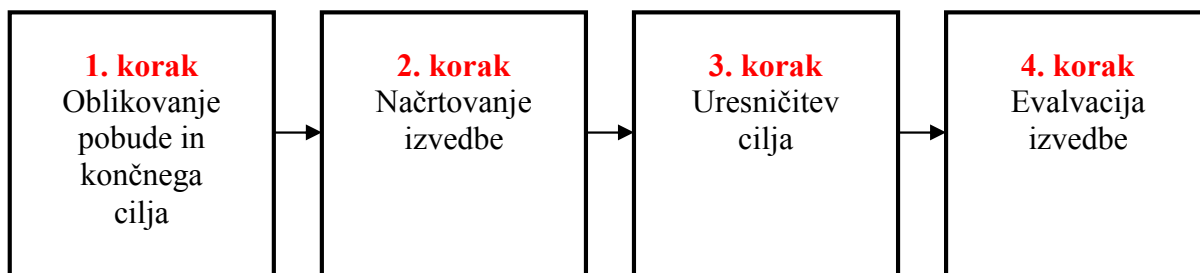 1. korak
Oblikovanje
pobude in
končnega
cilja
2. korak
Načrtovanje
izvedbe
3. korak
Uresničitev
cilja
4. korak
Evalvacija
izvedbe